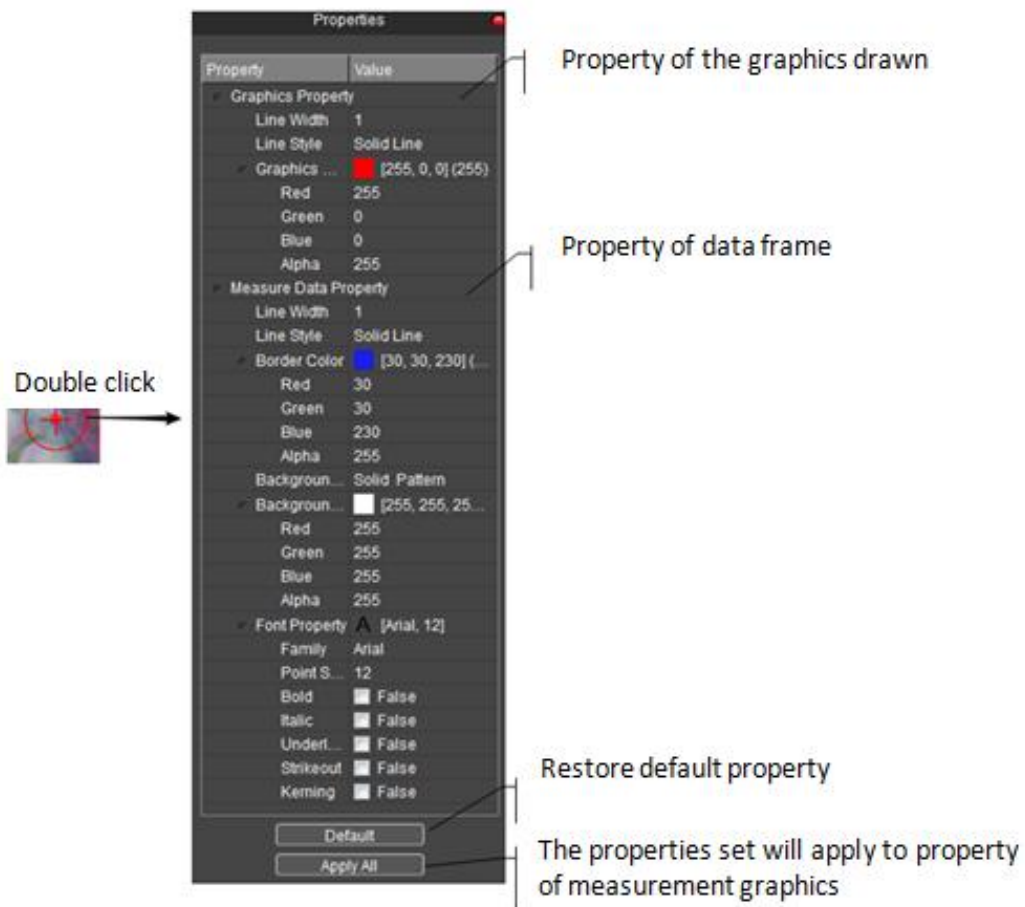 Properties
Property Value
Graphics Property
Line Width 1
Line Style Solid Line
Graphics ... [255, 0, 0] (255)
Red 255
Green 0
Blue 0
Alpha 255
Measure Data Property
Line Width 1
Line Style Solid Line
Border Color [30, 30, 230] (...
Red 30
Green 30
Blue 230
Alpha 255
Backgroun... Solid Pattern
Backgroun... [255, 255, 25...
Red 255
Green 255
Blue 255
Alpha 255
Font Property A [Arial, 12]
Family Arial
Point S... 12
Bold False
Italic False
Underl... False
Strikeout False
Kerning False
Default
Apply All
Double click
Property of the graphics drawn
Property of data frame
Restore default property
The properties set will apply to property
of measurement graphics